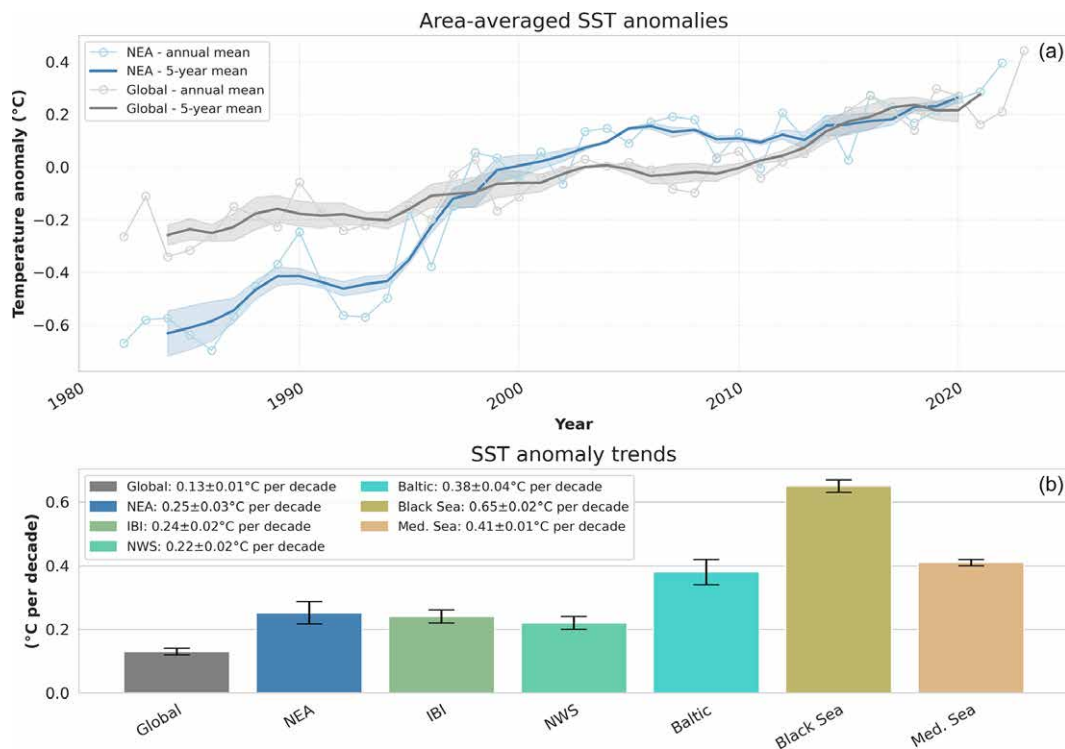 Area-averaged SST anomalies
(a)
NEA - annual mean
NEA - 5-year mean
Global - annual mean
Global - 5-year mean
Temperature anomaly (°C)
0.4
0.2
0.0
−0.2
−0.4
−0.6
1980
1990
2000
2010
2020
Year
SST anomaly trends
(b)
Global: 0.13±0.01°C per decade
NEA: 0.25±0.03°C per decade
IBI: 0.24±0.02°C per decade
NWS: 0.22±0.02°C per decade
Baltic: 0.38±0.04°C per decade
Black Sea: 0.65±0.02°C per decade
Med. Sea: 0.41±0.01°C per decade
(°C per decade)
0.6
0.4
0.2
0.0
Global
NEA
IBI
NWS
Baltic
Black Sea
Med. Sea